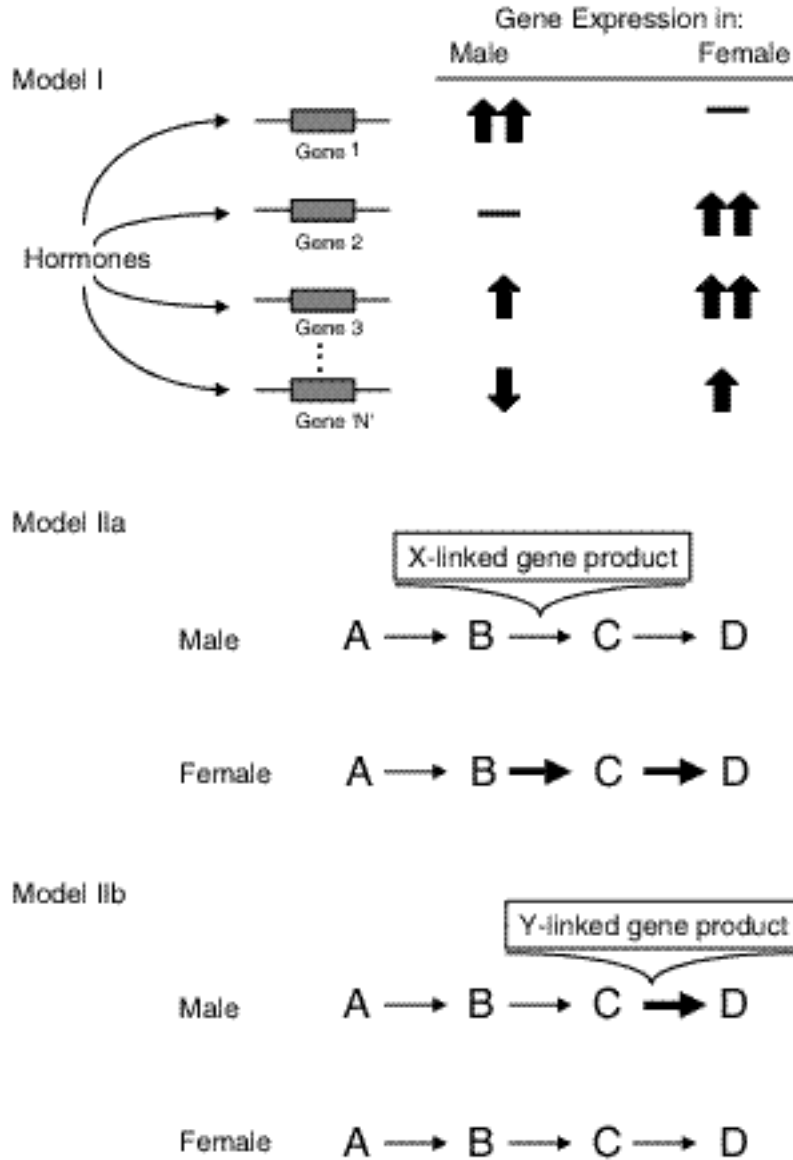 Gene Expression in:
Male Female
Model I
Gene 1
Gene 2
Hormones
Gene 3
Gene 'N'
Model IIa
X-linked gene product
Male A B C D
Female A B C D
Model IIb
Y-linked gene product
Male A B C D
Female A B C D